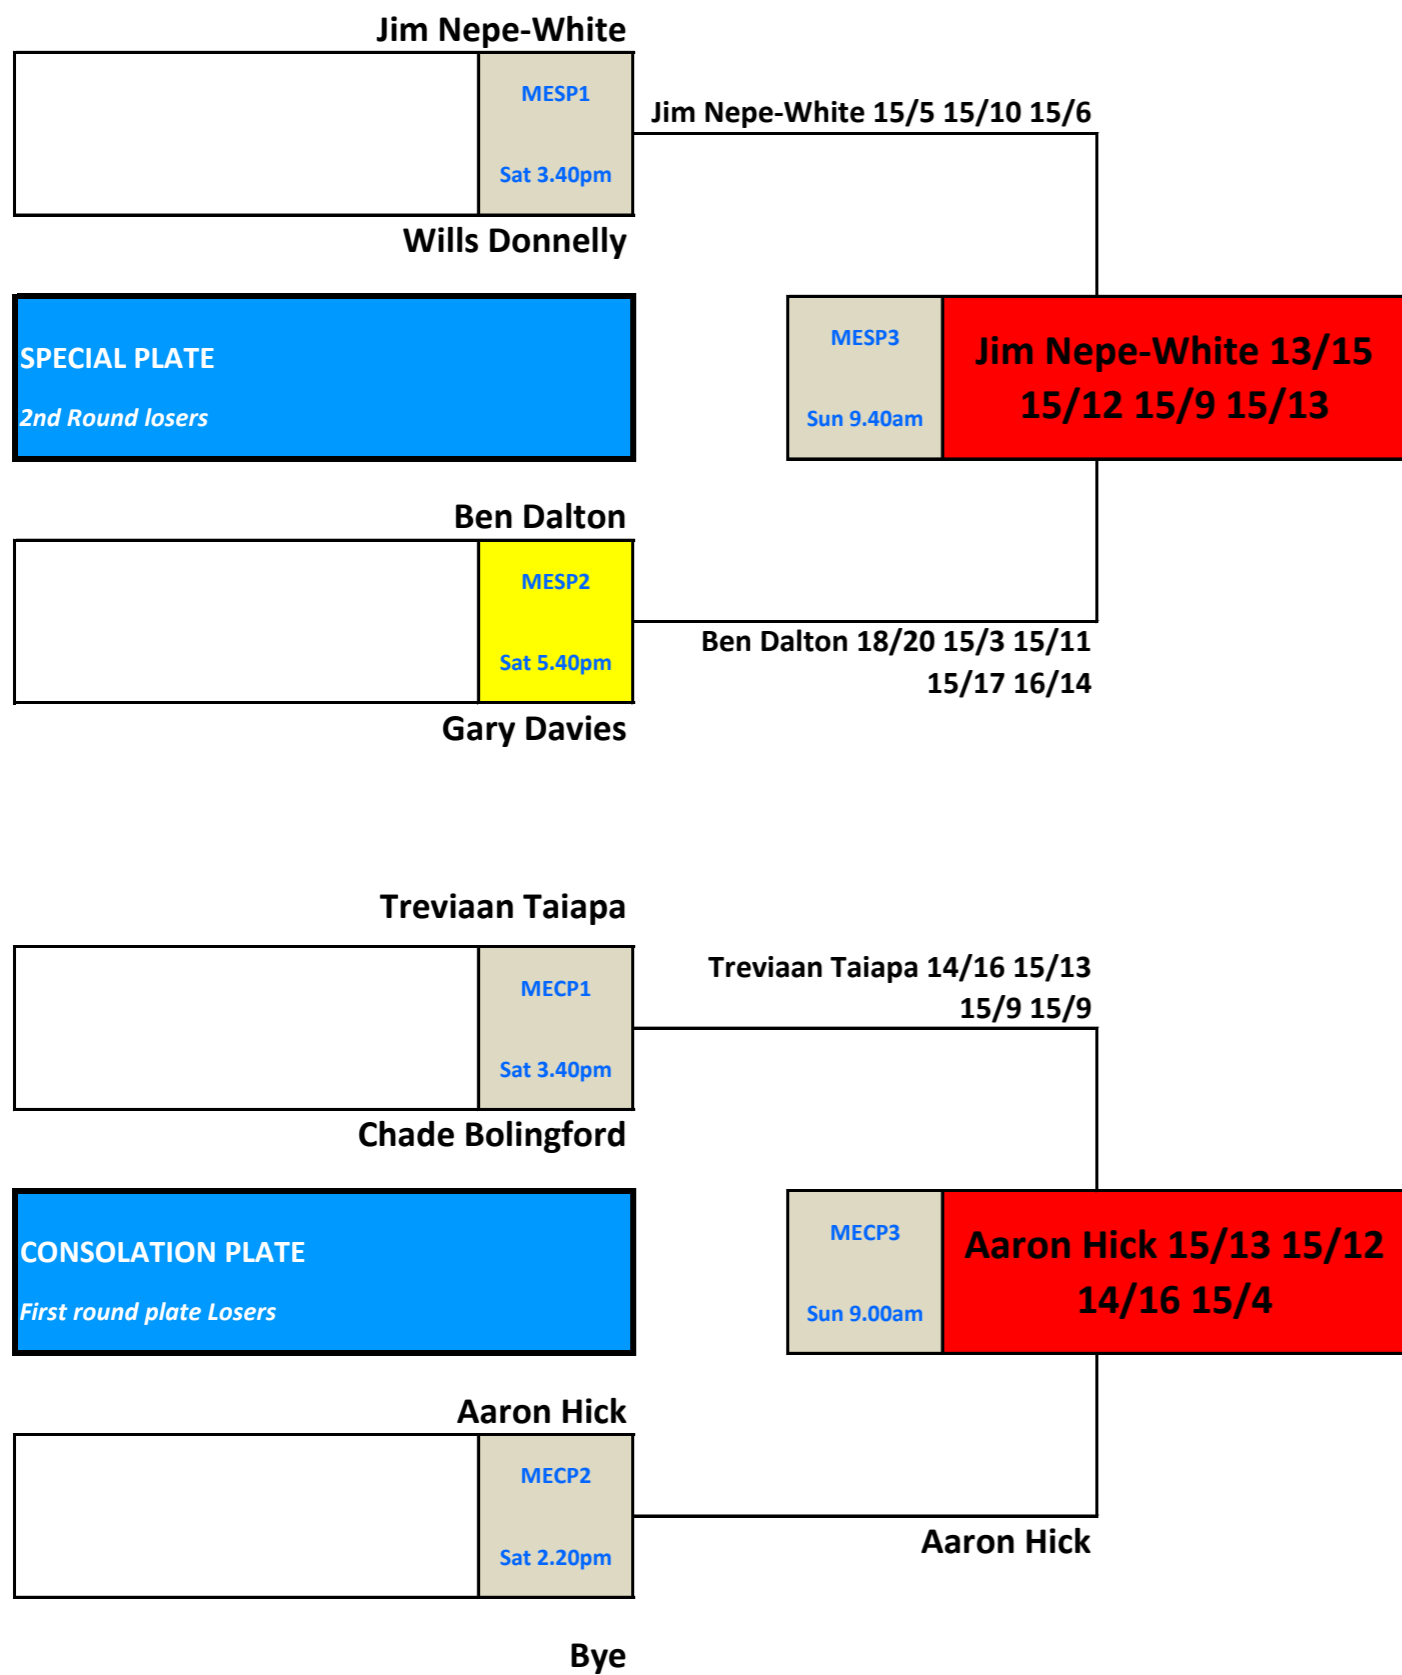 Jim Nepe-White
MESP1
Jim Nepe-White 15/5 15/10 15/6
Sat 3.40pm
Wills Donnelly
SPECIAL PLATE
2nd Round losers
MESP3
Sun 9.40am
Jim Nepe-White 13/15
15/12 15/9 15/13
Ben Dalton
MESP2
Sat 5.40pm
Ben Dalton 18/20 15/3 15/11
15/17 16/14
Gary Davies
Treviaan Taiapa
Treviaan Taiapa 14/16 15/13
15/9 15/9
MECP1
Sat 3.40pm
Chade Bolingford
CONSOLATION PLATE
First round plate Losers
MECP3
Sun 9.00am
Aaron Hick 15/13 15/12
14/16 15/4
Aaron Hick
MECP2
Sat 2.20pm
Aaron Hick
Bye